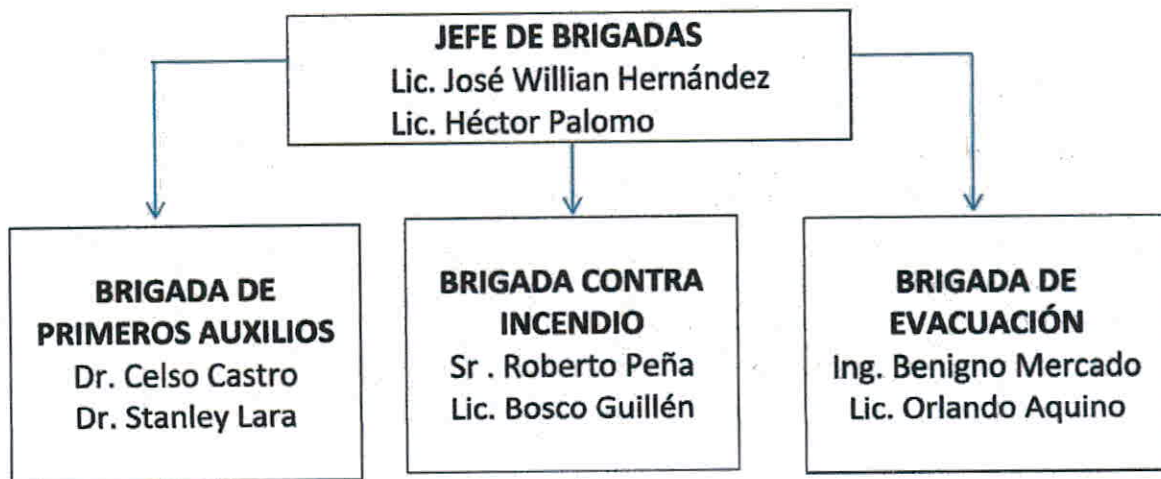 JEFE DE BRIGADAS
Lic. José Willian Hernández
Lic. Héctor Palomo
BRIGADA DE
PRIMEROS AUXILIOS
Dr. Celso Castro
Dr. Stanley Lara
BRIGADA CONTRA
INCENDIO
Sr . Roberto Peña
Lic. Bosco Guillén
BRIGADA DE
EVACUACIÓN
Ing. Benigno Mercado
Lic. Orlando Aquino